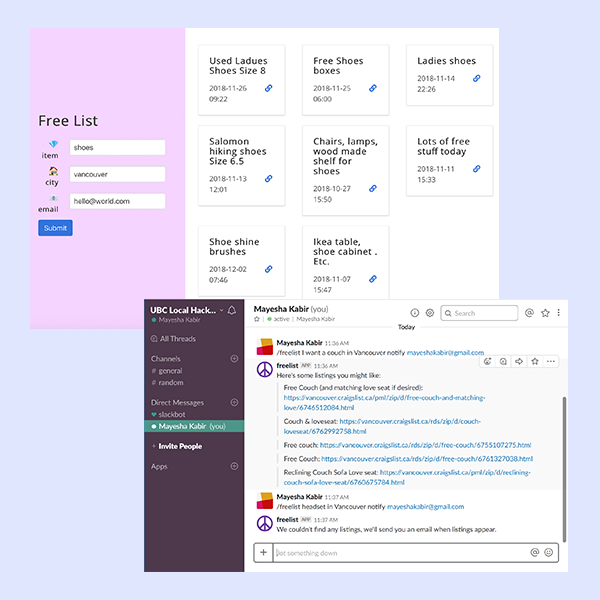 Free List
item
shoes
city
vancouver
email
hello@world.com
Submit
Used Ladues
Shoes Size 8
2018-11-26
09:22
Free Shoes
boxes
2018-11-25
06:00
Ladies shoes
2018-11-14
22:26
Salomon
hiking shoes
Size 6.5
2018-11-13
12:01
Chairs, lamps,
wood made
shelf for
shoes
2018-10-27
15:50
Lots of free
stuff today
2018-11-11
15:33
Shoe shine
brushes
2018-12-02
07:46
Ikea table,
shoe cabinet .
Etc.
2018-11-07
15:47
UBC Local Hack...
Mayesha Kabir
All Threads
Channels
# general
# random
Direct Messages
slackbot
Mayesha Kabir (you)
+ Invite People
Apps
Mayesha Kabir (you)
active | Mayesha Kabir
Search
Today
Mayesha Kabir 11:36 AM
/freelist I want a couch in Vancouver notify mayeshakabir@gmail.com
freelist APP 11:36 AM
Here's some listings you might like:
Free Couch (and matching love seat if desired):
https://vancouver.craigslist.ca/pml/zip/d/free-couch-and-matching-
love/6746512084.html
Couch & loveseat: https://vancouver.craigslist.ca/rds/zip/d/couch-
loveseat/6762992758.html
Free couch: https://vancouver.craigslist.ca/rds/zip/d/free-couch/6755107275.html
Free Couch: https://vancouver.craigslist.ca/rds/zip/d/free-couch/6761327038.html
Reclining Couch Sofa Love seat: https://vancouver.craigslist.ca/pml/zip/d/reclining-
couch-sofa-love-seat/6760675784.html
Mayesha Kabir 11:37 AM
/freelist headset in Vancouver notify mayeshakabir@gmail.com
freelist APP 11:37 AM
We couldn't find any listings, we'll send you an email when listings appear.
Jot something down